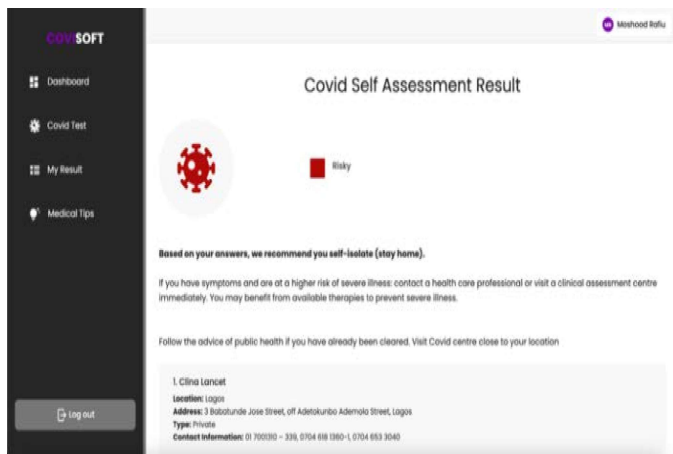 COVISOFT
Moshood Rafiu
Dashboard
Covid Test
My Result
Medical Tips
Log out
Covid Self Assessment Result
Risky
Based on your answers, we recommend you self-isolate (stay home).
If you have symptoms and are at a higher risk of severe illness: contact a health care professional or visit a clinical assessment centre
immediately. You may benefit from available therapies to prevent severe illness.
Follow the advice of public health if you have already been cleared. Visit Covid centre close to your location
1. Clina Lancet
Location: Lagos
Address: 3 Babatunde Jose Street, off Adetokunbo Ademola Street, Lagos
Type: Private
Contact Information: 01 7001310 – 339, 0704 618 1360-1, 0704 653 3040